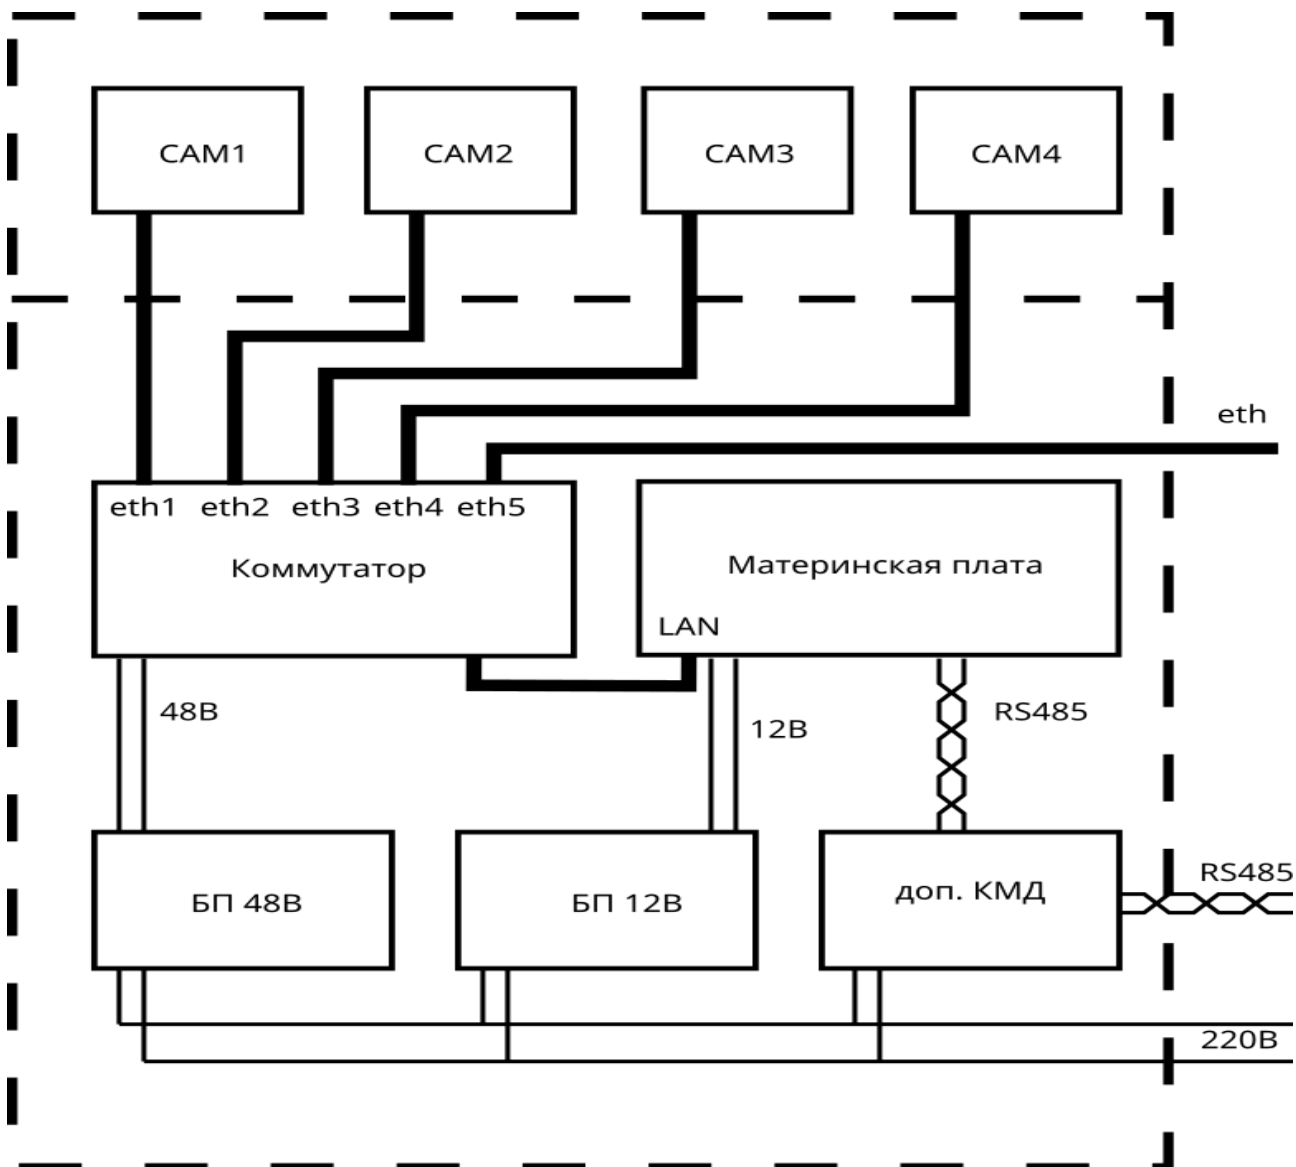 CAM1
CAM2
CAM3
CAM4
eth
eth1 eth2 eth3 eth4 eth5
Коммутатор
Материнская плата
LAN
48В
12В
RS485
БП 48В
БП 12В
доп. КМД
RS485
220В